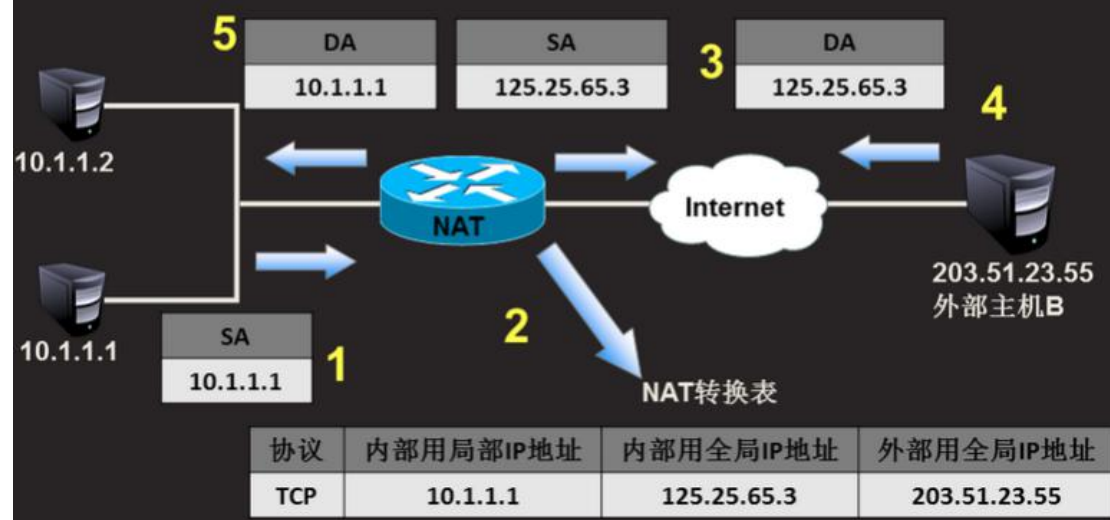 5
DA
SA
DA
10.1.1.1
125.25.65.3
3
125.25.65.3
4
10.1.1.2
NAT
Internet
203.51.23.55
外部主机B
10.1.1.1
SA
10.1.1.1
1
2
NAT转换表
协议 内部用局部IP地址 内部用全局IP地址 外部用全局IP地址
TCP 10.1.1.1 125.25.65.3 203.51.23.55